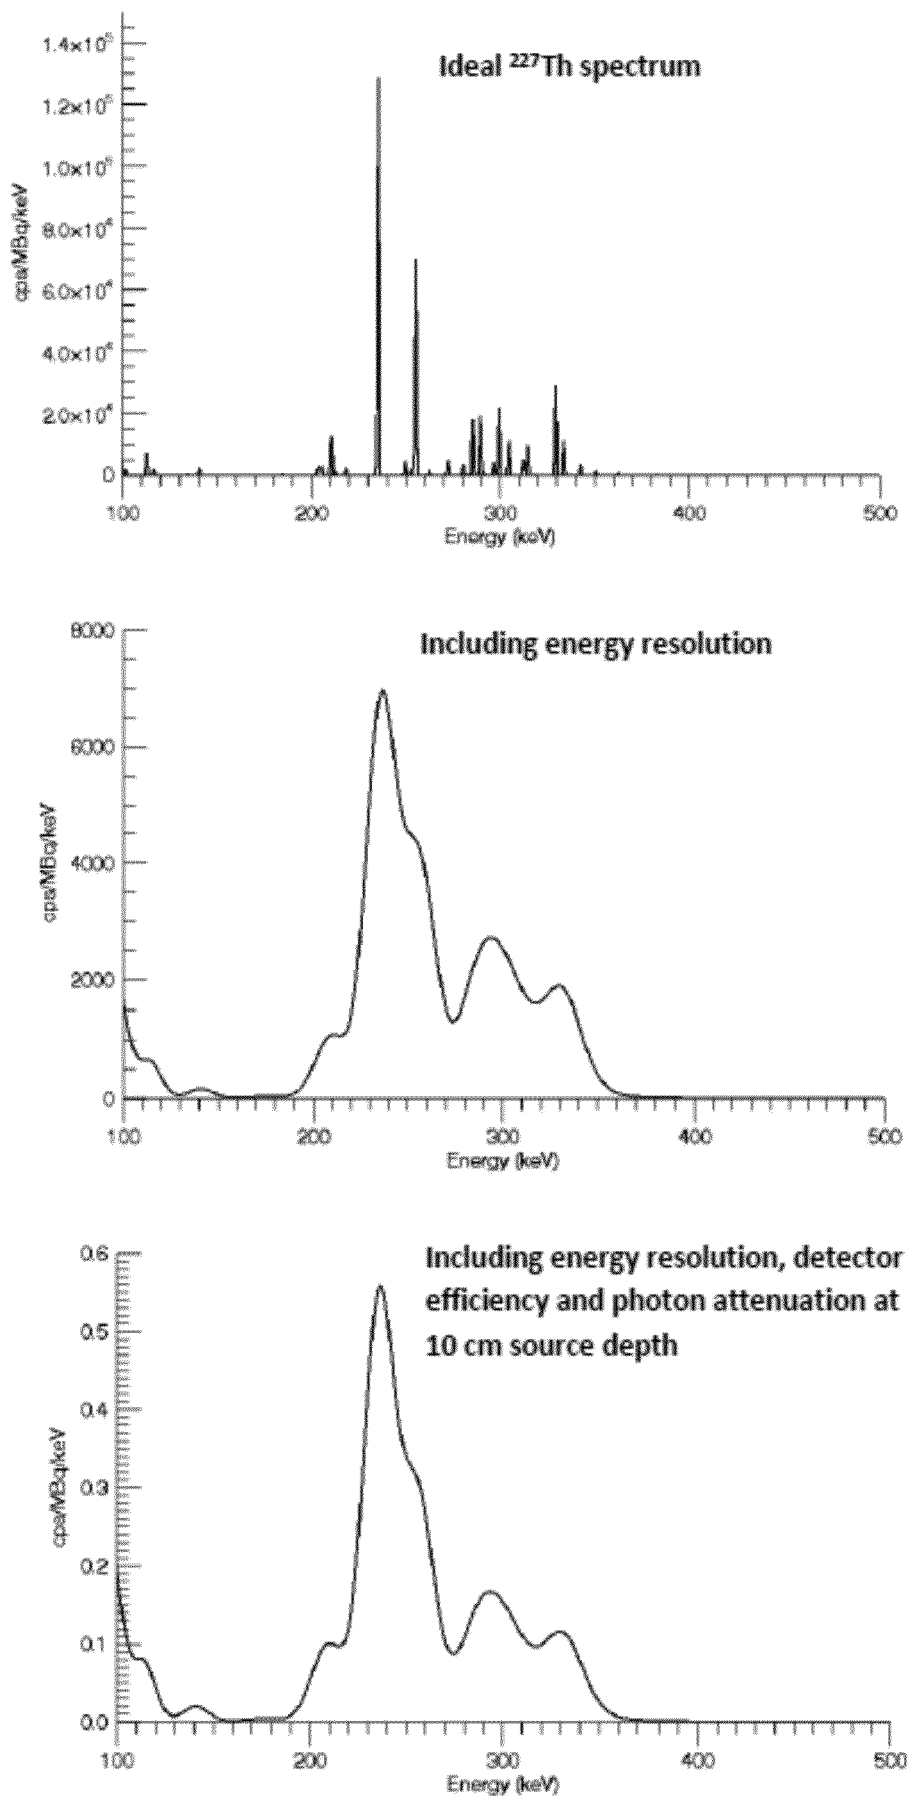 Ideal ²²⁷Th spectrum
1.4×10⁵
1.2×10⁵
1.0×10⁵
8.0×10⁴
6.0×10⁴
4.0×10⁴
2.0×10⁴
0
cps/MBq/keV
100 200 300 400 500
Energy (keV)
Including energy resolution
8000
6000
4000
2000
0
cps/MBq/keV
100 200 300 400 500
Energy (keV)
Including energy resolution, detector
efficiency and photon attenuation at
10 cm source depth
0.6
0.5
0.4
0.3
0.2
0.1
0.0
cps/MBq/keV
100 200 300 400 500
Energy (keV)